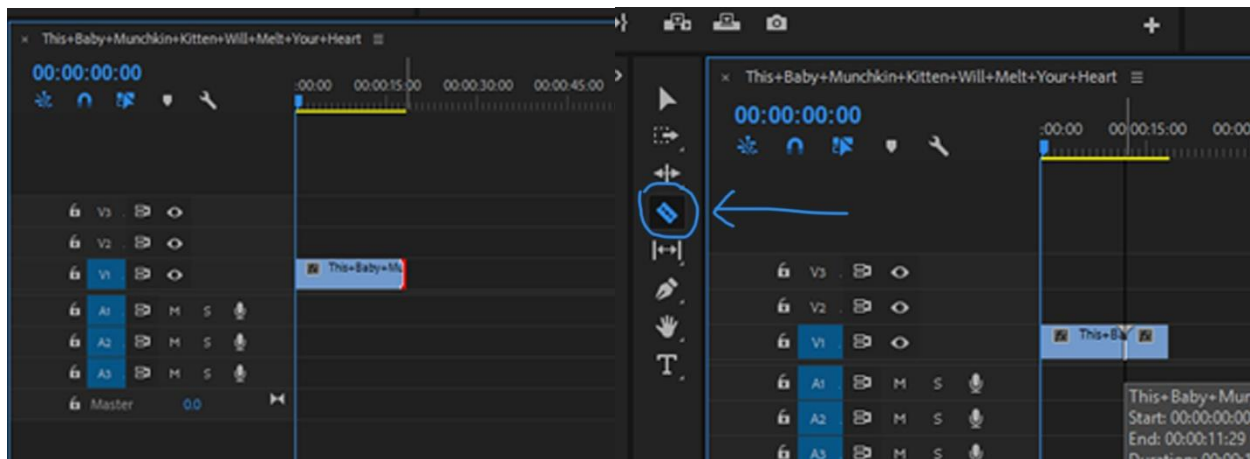 × This+Baby+Munchkin+Kitten+Will+Melt+Your+Heart
00:00:00:00
:00:00 00:00:15:00 00:00:30:00 00:00:45:00
V3
V2
V1 fx This+Baby+Mu
A1 M S
A2 M S
A3 M S
Master 0.0
× This+Baby+Munchkin+Kitten+Will+Melt+Your+Heart
00:00:00:00
:00:00 00:00:15:00 00:00
V3
V2
V1 fx This+Ba fx
A1 M S
A2 M S
A3 M S
T
This+Baby+Mun
Start: 00:00:00:00
End: 00:00:11:29